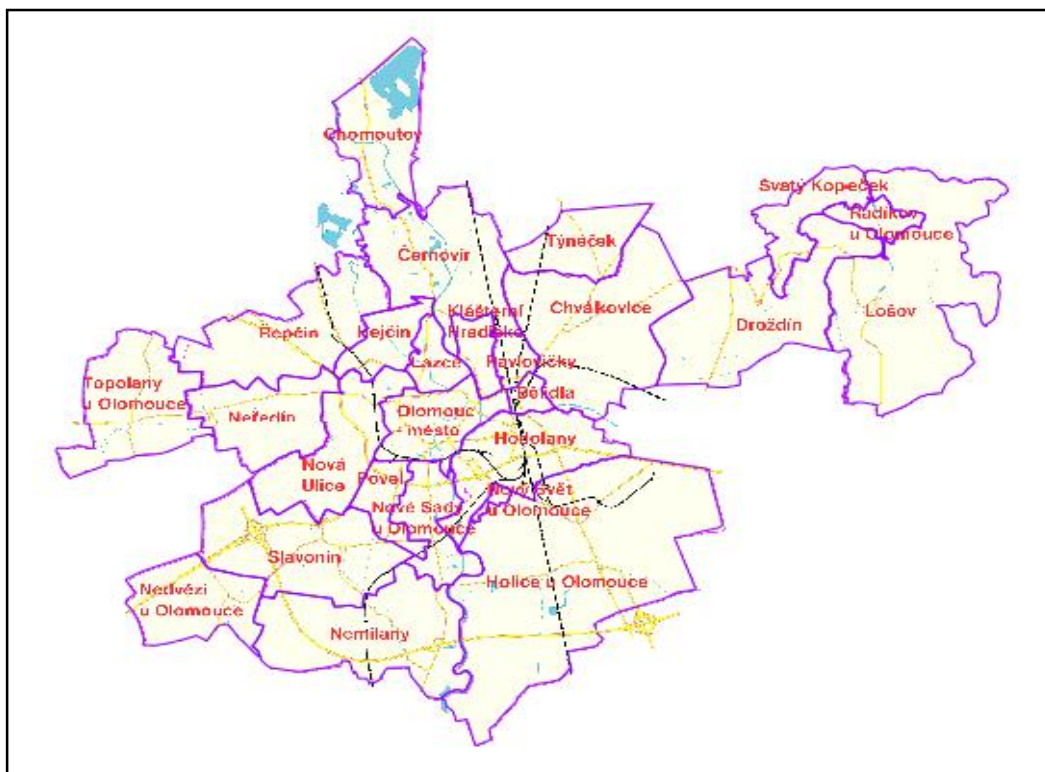 Chomoutov
Svatý Kopeček
Radíkov
u Olomouce
Týneček
Černovír
Chválkovice
Klášterní
Hradisko
Droždín
Lošov
Řepčín
Hejčín
Lazce
Pavlovičky
Topolany
u Olomouce
Bělidla
Neředín
Olomouc
- město
Hodolany
Nová
Ulice
Povel
Nový Svět
u Olomouce
Nové Sady
u Olomouce
Slavonín
Holice u Olomouce
Nedvězí
u Olomouce
Nemilany